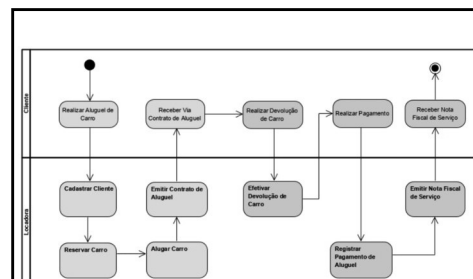 Cliente
Realizar Aluguel de
Carro
Receber Via
Contrato de Aluguel
Realizar Devolução
de Carro
Realizar Pagamento
Receber Nota
Fiscal de Serviço
Locadora
Cadastrar Cliente
Emitir Contrato de
Aluguel
Efetivar
Devolução de
Carro
Emitir Nota Fiscal
de Serviço
Reservar Carro
Alugar Carro
Registrar
Pagamento de
Aluguel